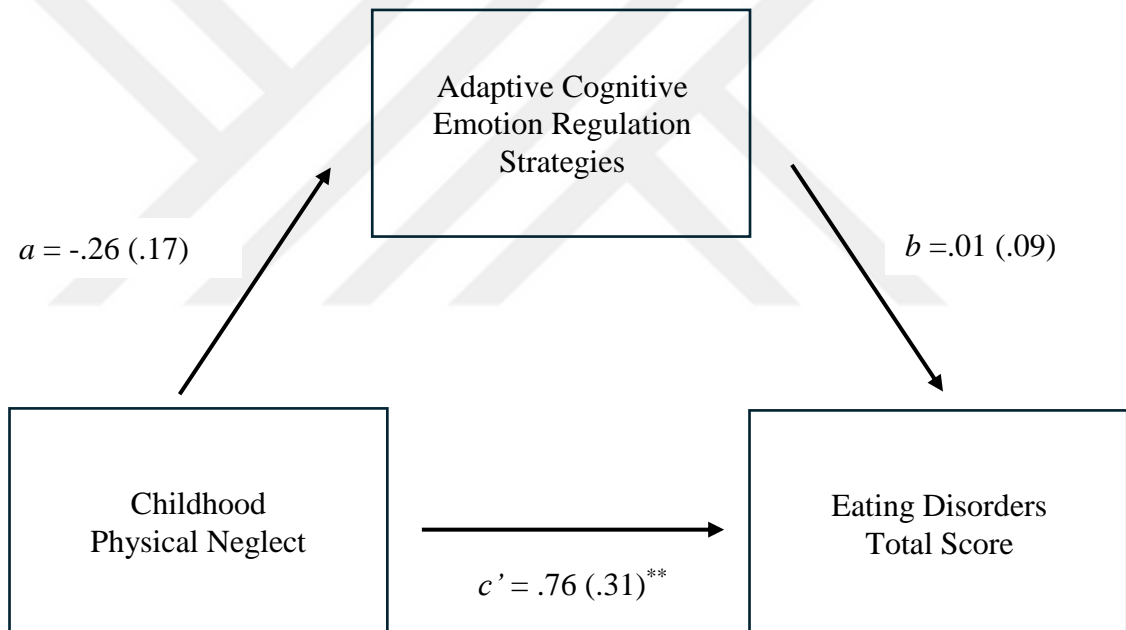 Adaptive Cognitive
Emotion Regulation
Strategies
a = -.26 (.17)
b =.01 (.09)
Childhood
Physical Neglect
Eating Disorders
Total Score
c’ = .76 (.31)**